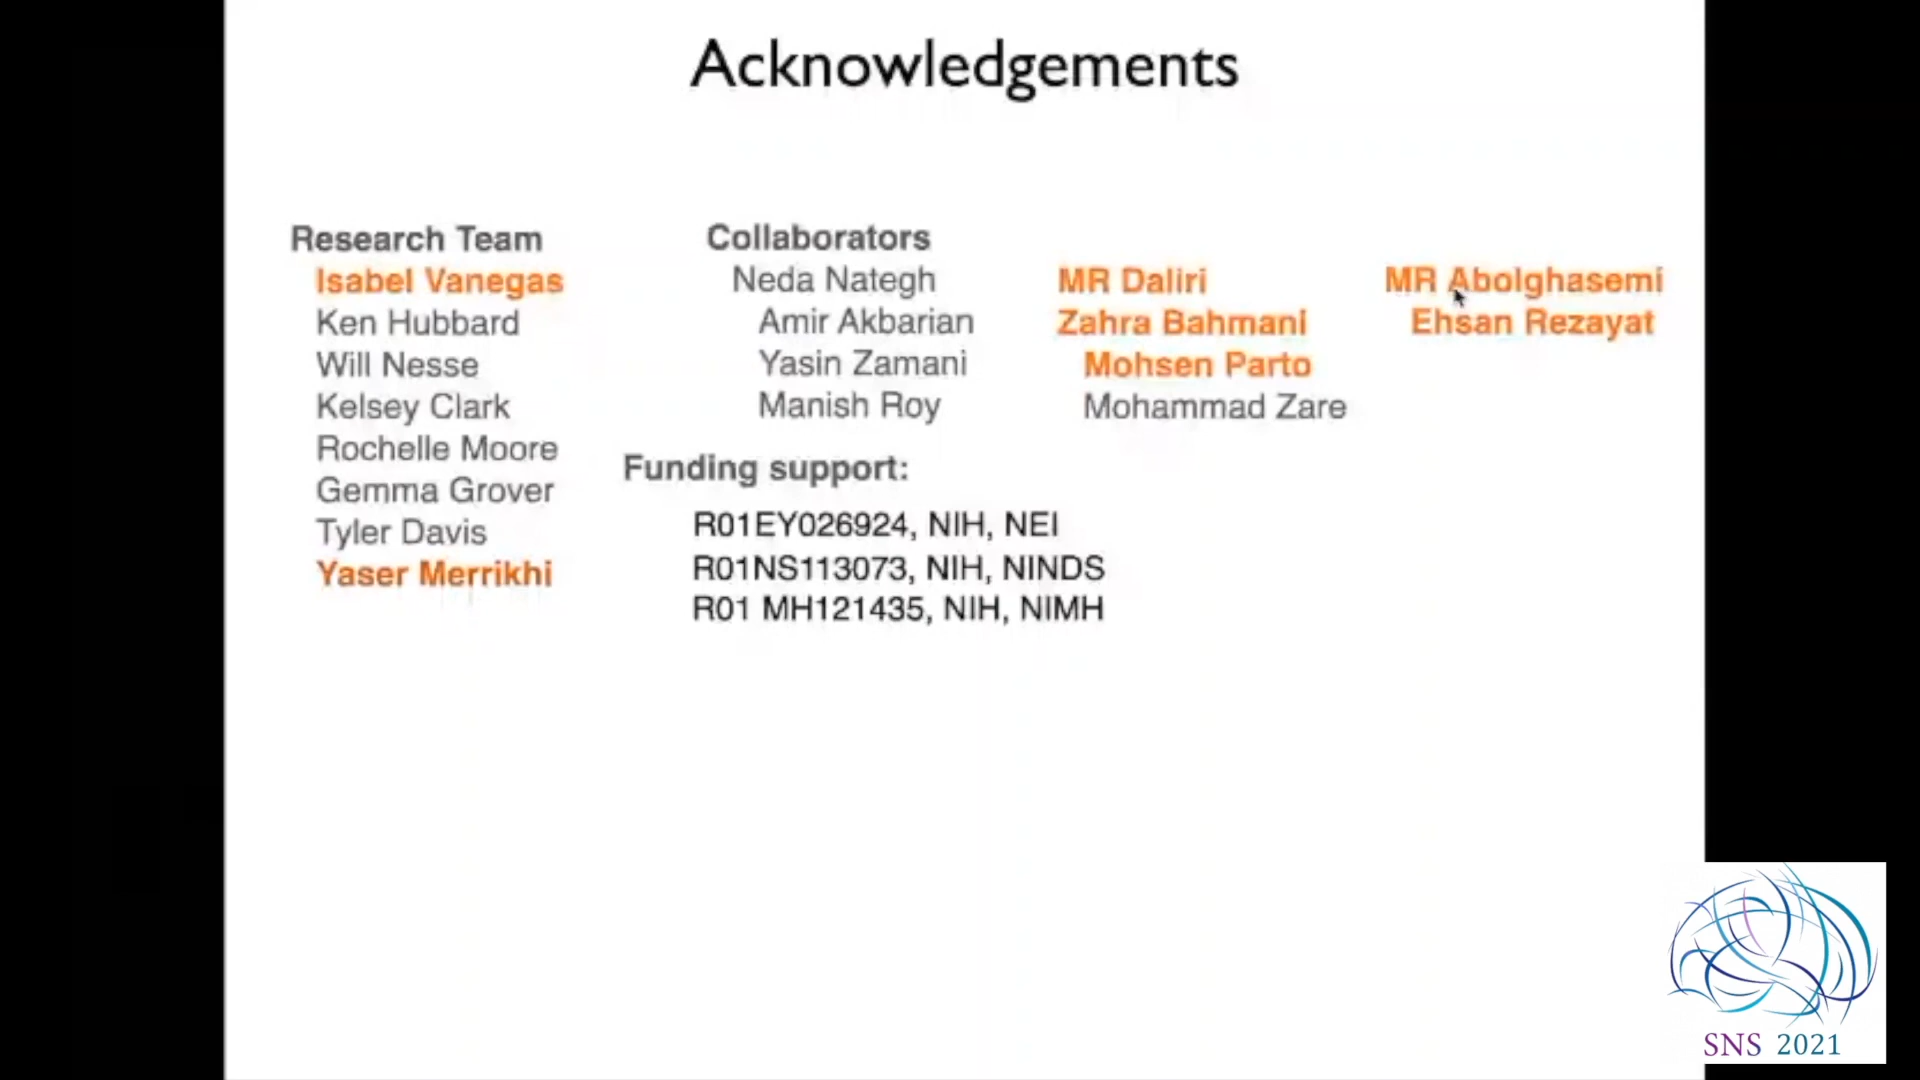 Acknowledgements
Research Team
Isabel Vanegas
Ken Hubbard
Will Nesse
Kelsey Clark
Rochelle Moore
Gemma Grover
Tyler Davis
Yaser Merrikhi
Collaborators
Neda Nategh
Amir Akbarian
Yasin Zamani
Manish Roy
MR Daliri
Zahra Bahmani
Mohsen Parto
Mohammad Zare
MR Abolghasemi
Ehsan Rezayat
Funding support:
R01EY026924, NIH, NEI
R01NS113073, NIH, NINDS
R01 MH121435, NIH, NIMH
SNS 2021